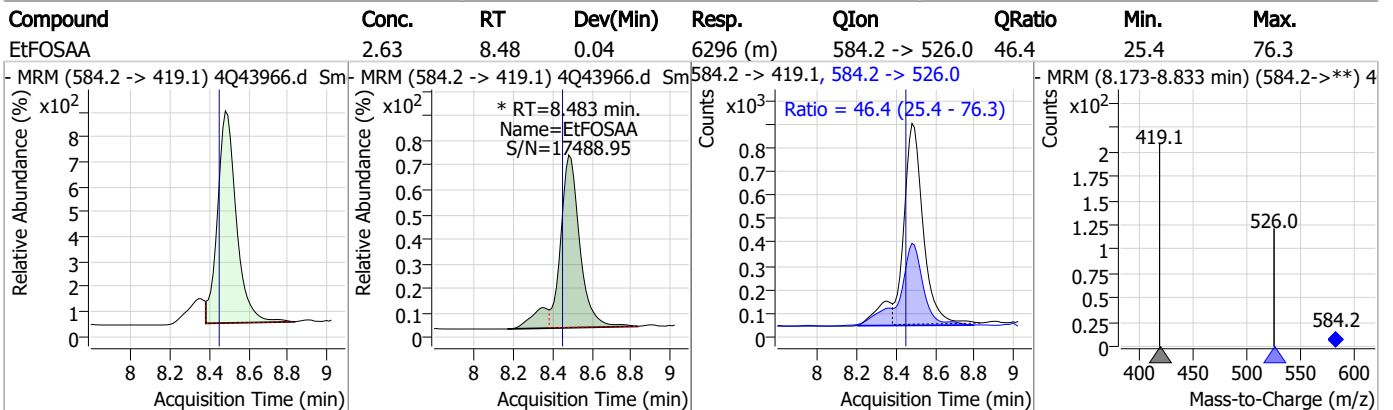 Compound Conc. RT Dev(Min) Resp. QIon QRatio Min. Max.
EtFOSAA 2.63 8.48 0.04 6296 (m) 584.2 -> 526.0 46.4 25.4 76.3
- MRM (584.2 -> 419.1) 4Q43966.d Sm
Relative Abundance (%)
x10²
8
7
6
5
4
3
2
1
0
8 8.2 8.4 8.6 8.8 9
Acquisition Time (min)
- MRM (584.2 -> 419.1) 4Q43966.d Sm
Relative Abundance (%)
x10²
* RT=8.483 min.
Name=EtFOSAA
S/N=17488.95
0.8
0.7
0.6
0.5
0.4
0.3
0.2
0.1
0
8 8.2 8.4 8.6 8.8 9
Acquisition Time (min)
584.2 -> 419.1, 584.2 -> 526.0
Counts
x10³
Ratio = 46.4 (25.4 - 76.3)
0.8
0.7
0.6
0.5
0.4
0.3
0.2
0.1
0
8 8.2 8.4 8.6 8.8 9
Acquisition Time (min)
- MRM (8.173-8.833 min) (584.2->**) 4
Counts
x10²
419.1
526.0
584.2
2
1.75
1.5
1.25
1
0.75
0.5
0.25
0
400 450 500 550 600
Mass-to-Charge (m/z)